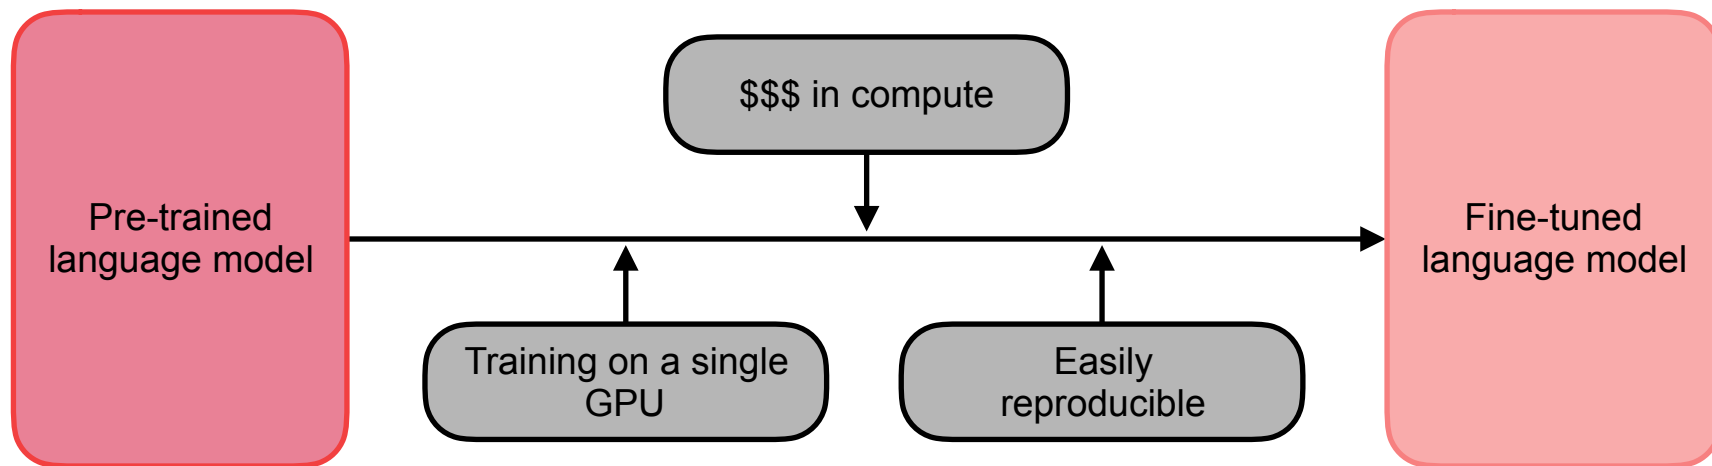 $$$ in compute
Pre-trained
language model
Fine-tuned
language model
Training on a single
GPU
Easily
reproducible